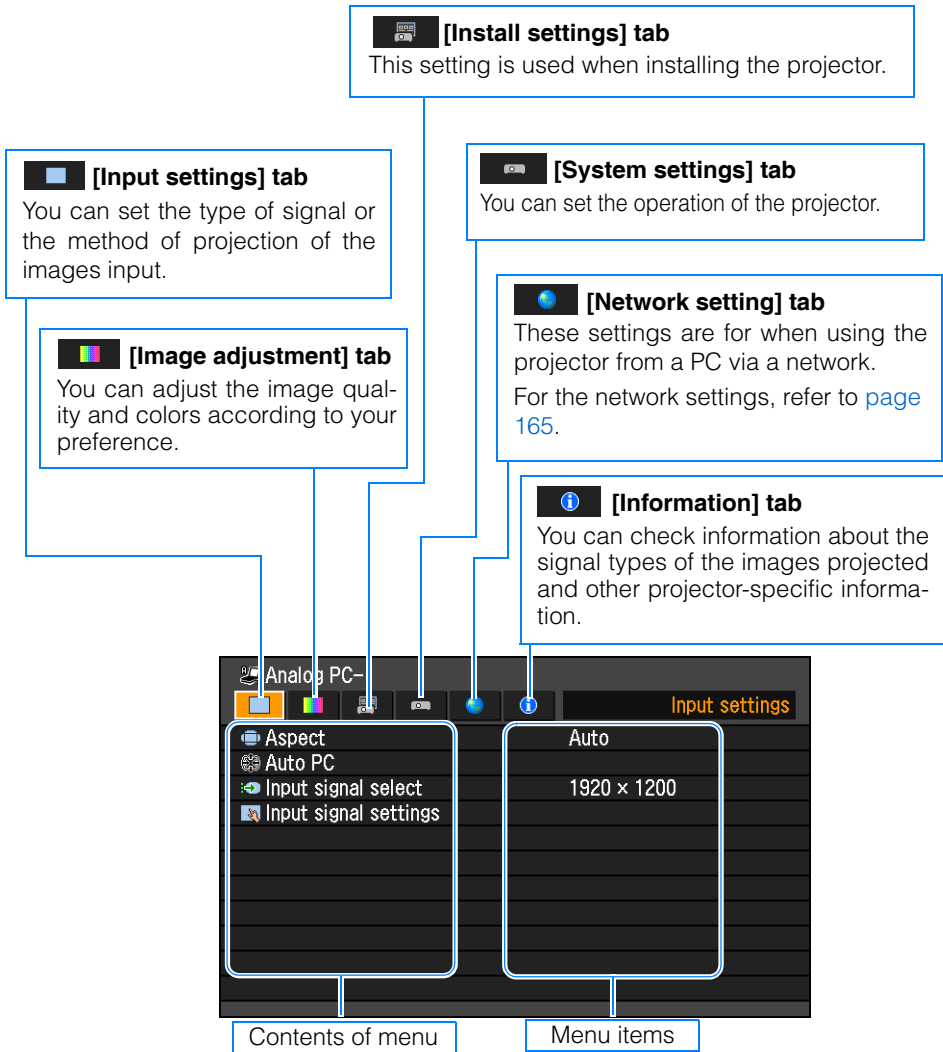 [Install settings] tab
This setting is used when installing the projector.
[Input settings] tab
You can set the type of signal or
the method of projection of the
images input.
[System settings] tab
You can set the operation of the projector.
[Image adjustment] tab
You can adjust the image qual-
ity and colors according to your
preference.
[Network setting] tab
These settings are for when using the
projector from a PC via a network.
For the network settings, refer to page
165.
[Information] tab
You can check information about the
signal types of the images projected
and other projector-specific informa-
tion.
Analog PC-
Input settings
Aspect Auto
Auto PC
Input signal select 1920 × 1200
Input signal settings
Contents of menu
Menu items